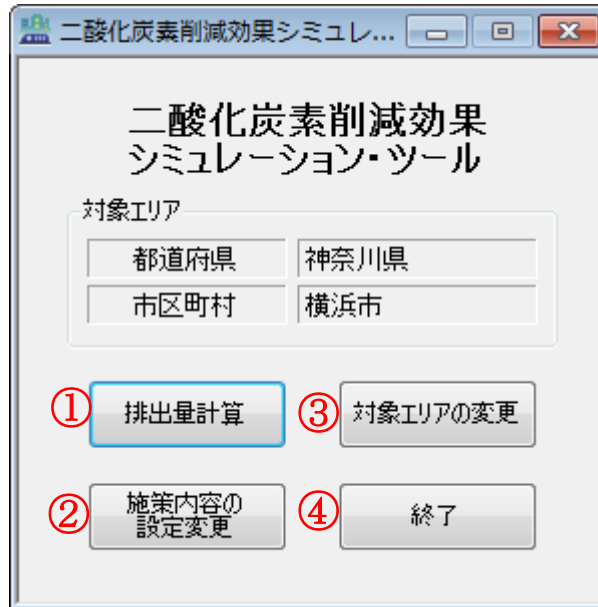 二酸化炭素削減効果シミュレ...
二酸化炭素削減効果
シミュレーション・ツール
対象エリア
都道府県 神奈川県
市区町村 横浜市
① 排出量計算 ③ 対象エリアの変更
② 施策内容の
設定変更
④ 終了